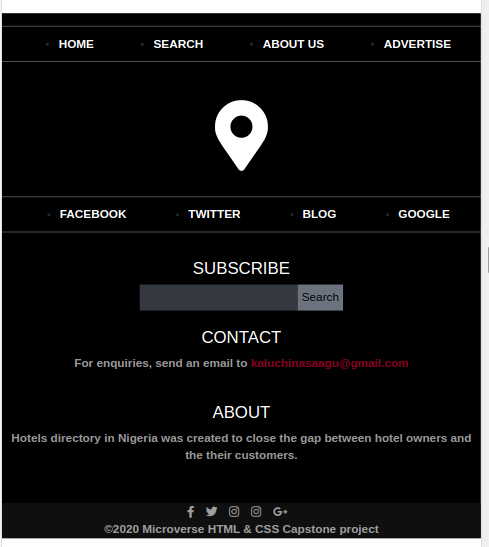 HOME SEARCH ABOUT US ADVERTISE
FACEBOOK TWITTER BLOG GOOGLE
SUBSCRIBE
Search
CONTACT
For enquiries, send an email to kaluchinasaagu@gmail.com
ABOUT
Hotels directory in Nigeria was created to close the gap between hotel owners and
the their customers.
©2020 Microverse HTML & CSS Capstone project